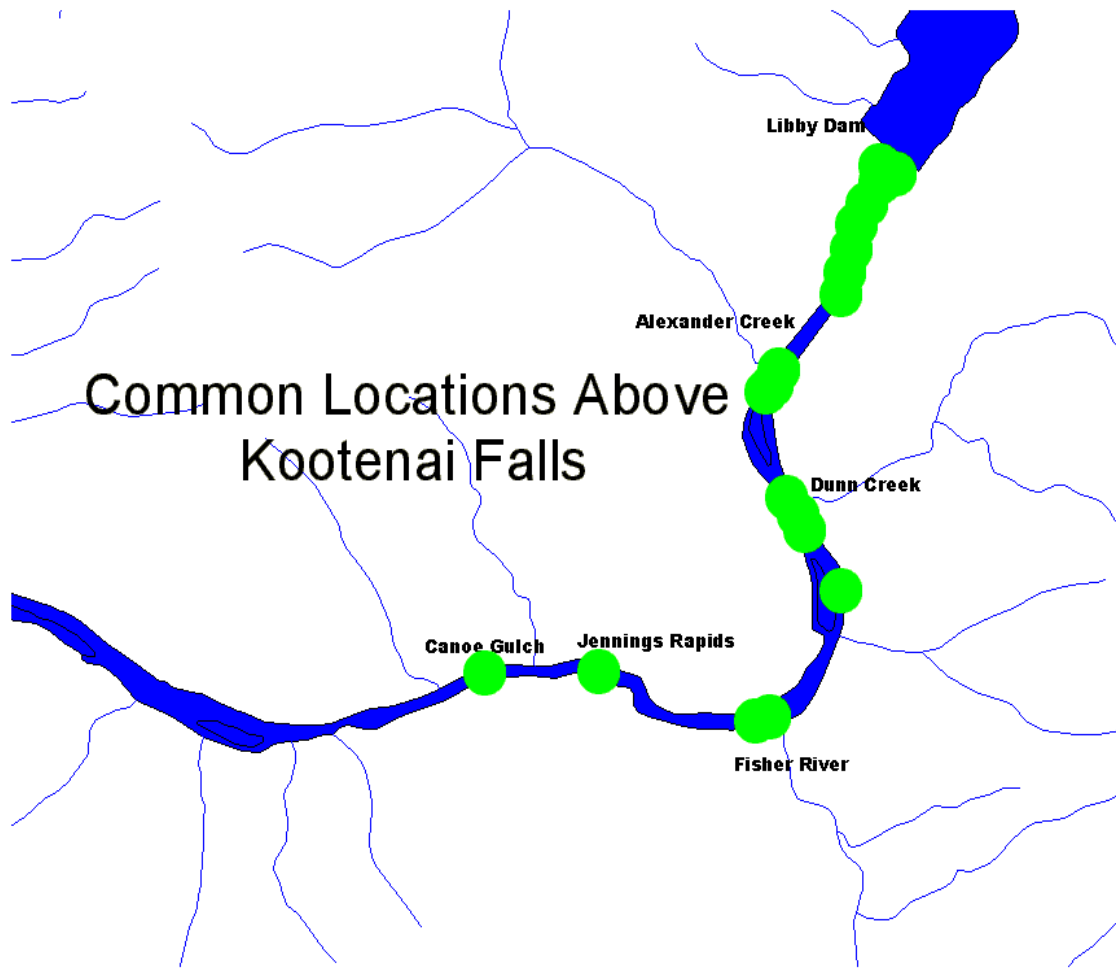 Libby Dam
Alexander Creek
Common Locations Above
Kootenai Falls
Dunn Creek
Canoe Gulch
Jennings Rapids
Fisher River